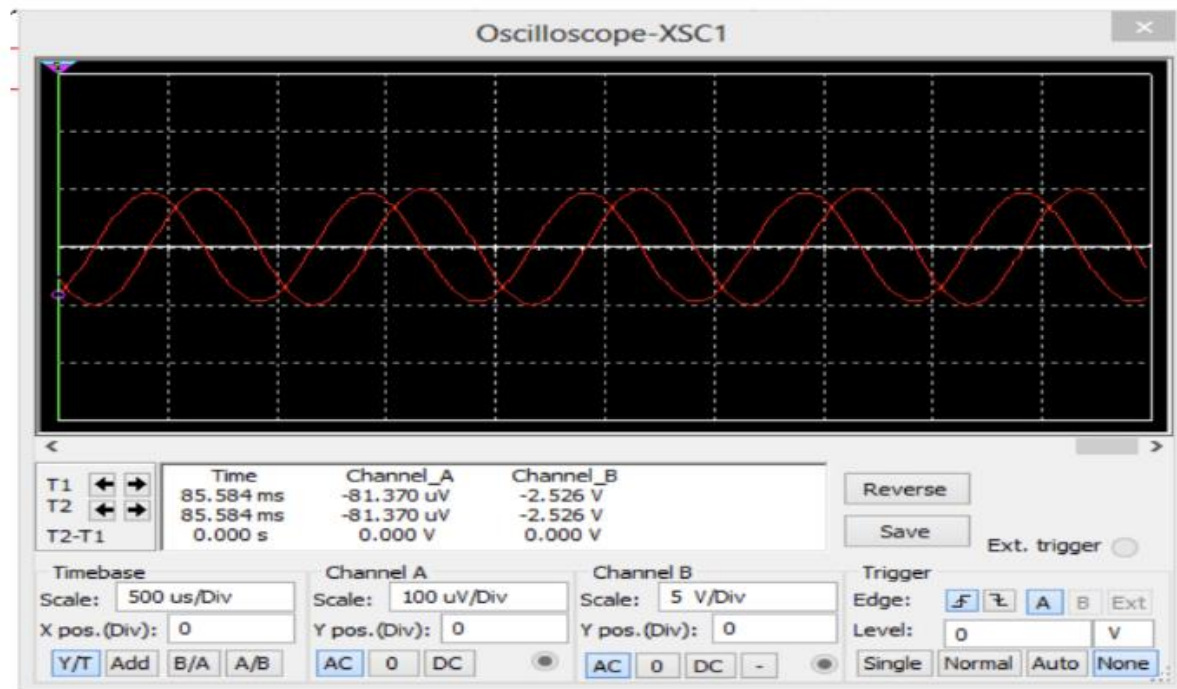 Oscilloscope-XSC1
T1
T2
T2-T1
Time Channel_A Channel_B
85.584 ms -81.370 uV -2.526 V
85.584 ms -81.370 uV -2.526 V
0.000 s 0.000 V 0.000 V
Reverse
Save
Ext. trigger
Timebase
Scale: 500 us/Div
X pos.(Div): 0
Y/T Add B/A A/B
Channel A
Scale: 100 uV/Div
Y pos.(Div): 0
AC 0 DC
Channel B
Scale: 5 V/Div
Y pos.(Div): 0
AC 0 DC -
Trigger
Edge: A B Ext
Level: 0 V
Single Normal Auto None